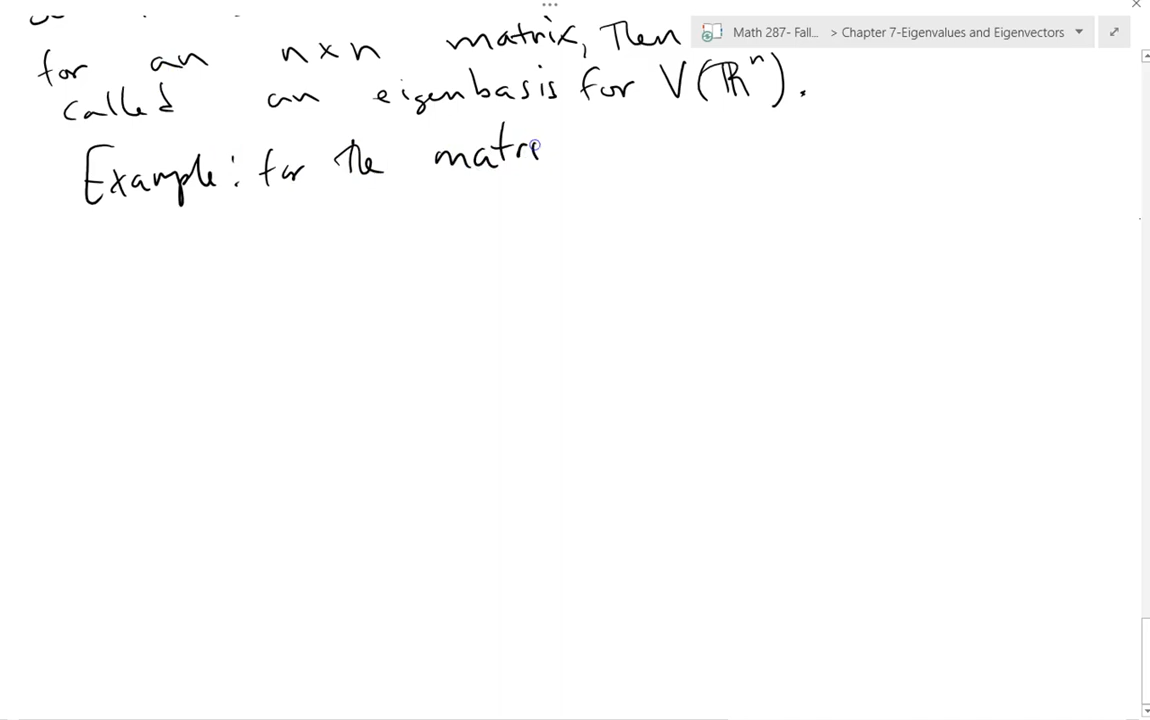 Math 287- Fall... > Chapter 7-Eigenvalues and Eigenvectors
for an n×n matrix, Then
called an eigenbasis for V(ℝⁿ).
Example: for the matri